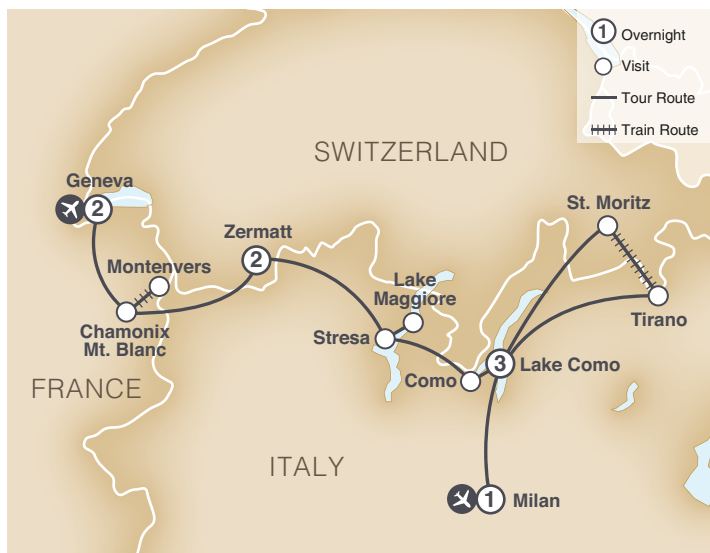 1 Overnight
Visit
Tour Route
Train Route
SWITZERLAND
Geneva
2
St. Moritz
Zermatt
2
Montenvers
Lake
Maggiore
Chamonix
Mt. Blanc
Stresa
Tirano
3 Lake Como
Como
FRANCE
ITALY
1 Milan